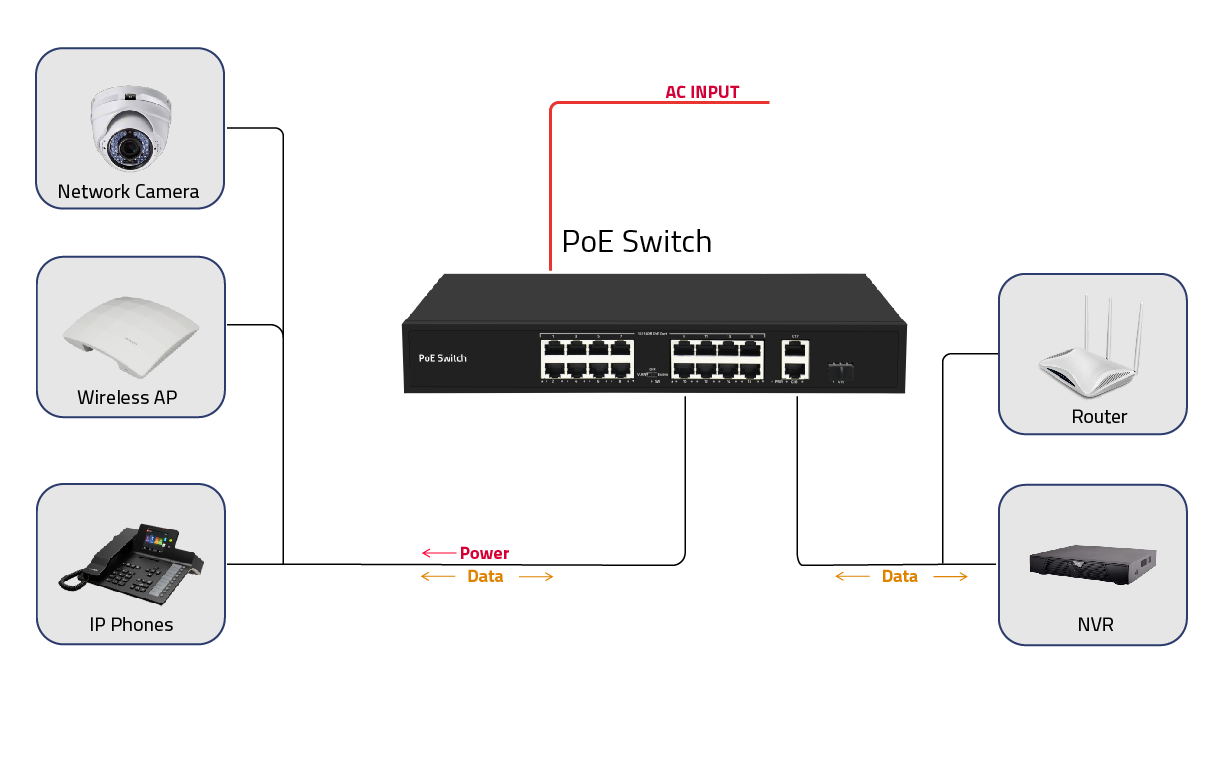 AC INPUT
PoE Switch
Network Camera
Wireless AP
IP Phones
PoE Switch
Power
Data
Data
Router
NVR